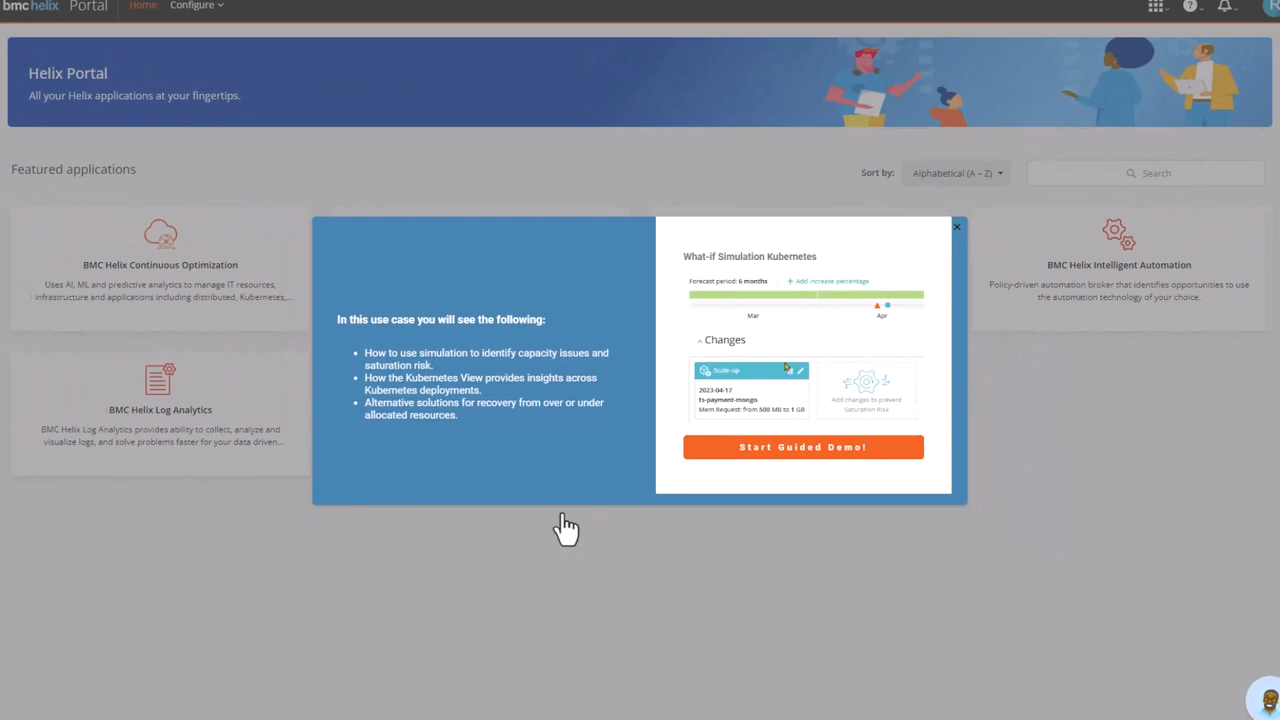 bmc helix Portal Home Configure
Helix Portal
All your Helix applications at your fingertips.
Featured applications
Sort by: Alphabetical (A – Z) Search
BMC Helix Continuous Optimization
Uses AI, ML and predictive analytics to manage IT resources,
infrastructure and applications including distributed, Kubernetes,...
BMC Helix Intelligent Automation
Policy-driven automation broker that identifies opportunities to
use the automation technology of your choice.
BMC Helix Log Analytics
BMC Helix Log Analytics provides ability to collect, analyze and
visualize logs, and solve problems faster for your data driven...
In this use case you will see the following:
• How to use simulation to identify capacity issues and
saturation risk.
• How the Kubernetes View provides insights across
Kubernetes deployments.
• Alternative solutions for recovery from over or under
allocated resources.
What-if Simulation Kubernetes
Forecast period: 6 months + Add increase percentage
Mar Apr
Changes
Scale up
2023-04-17
ts-payment-mongo
Mem Request: from 500 MB to 1 GB
Add changes to prevent
Saturation Risk
Start Guided Demo!